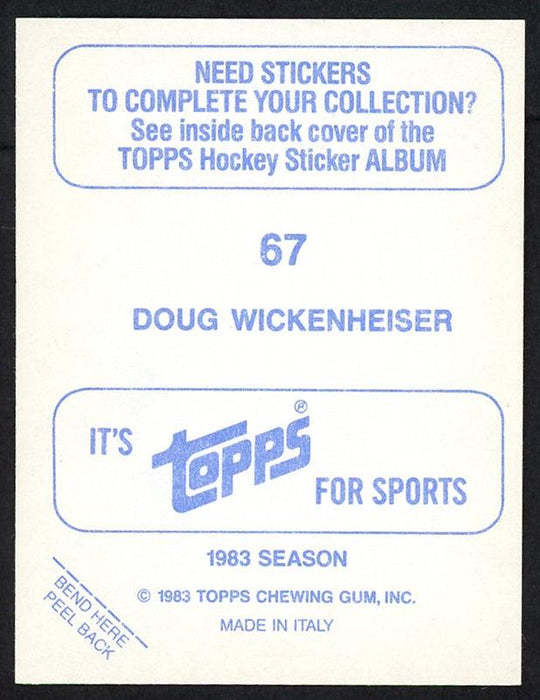 NEED STICKERS
TO COMPLETE YOUR COLLECTION?
See inside back cover of the
TOPPS Hockey Sticker ALBUM
67
DOUG WICKENHEISER
IT'S
topps®
FOR SPORTS
1983 SEASON
© 1983 TOPPS CHEWING GUM, INC.
MADE IN ITALY
BEND HERE
PEEL BACK